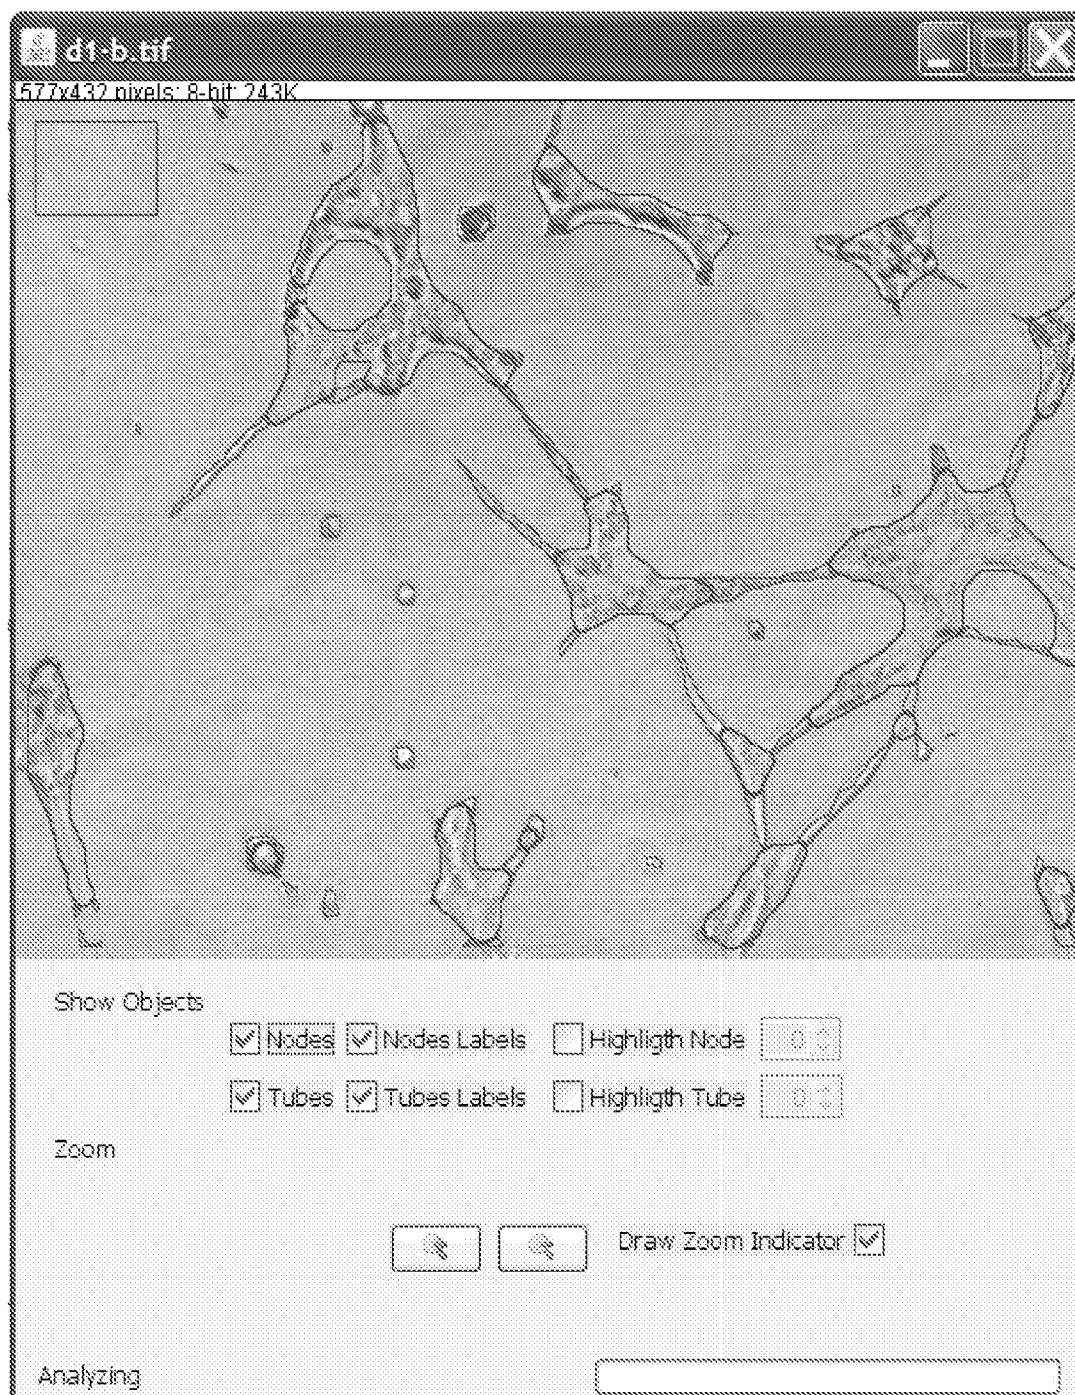 d1-b.tif
577x432 pixels; 8-bit; 243K
Show Objects
Nodes Nodes Labels Highligth Node 0
Tubes Tubes Labels Highligth Tube 0
Zoom
Draw Zoom Indicator
Analyzing